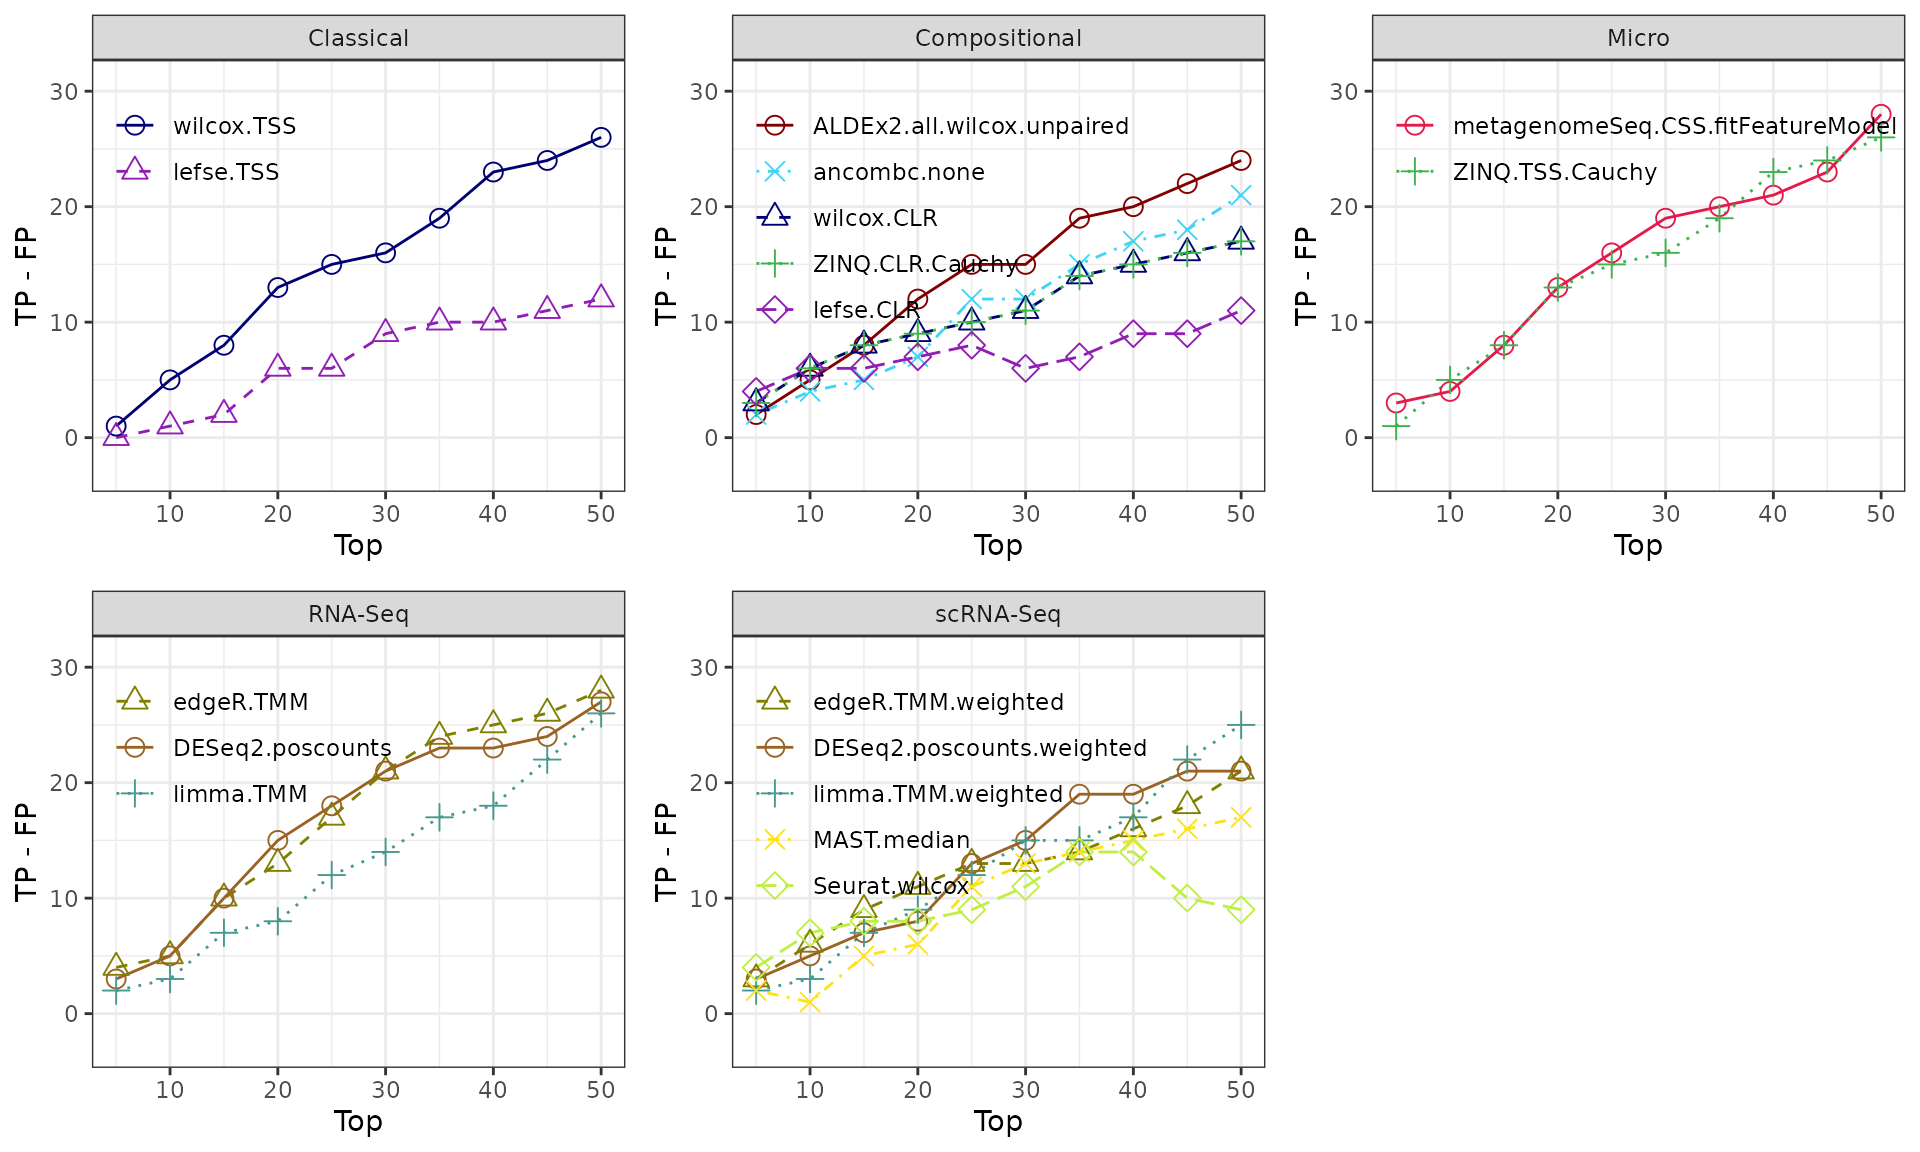 Classical
30
20
10
0
TP - FP
wilcox.TSS
lefse.TSS
10 20 30 40 50
Top
Compositional
30
20
10
0
TP - FP
ALDEx2.all.wilcox.unpaired
ancombc.none
wilcox.CLR
ZINQ.CLR.Cauchy
lefse.CLR
10 20 30 40 50
Top
Micro
30
20
10
0
TP - FP
metagenomeSeq.CSS.fitFeatureModel
ZINQ.TSS.Cauchy
10 20 30 40 50
Top
RNA-Seq
30
20
10
0
TP - FP
edgeR.TMM
DESeq2.poscounts
limma.TMM
10 20 30 40 50
Top
scRNA-Seq
30
20
10
0
TP - FP
edgeR.TMM.weighted
DESeq2.poscounts.weighted
limma.TMM.weighted
MAST.median
Seurat.wilcox
10 20 30 40 50
Top